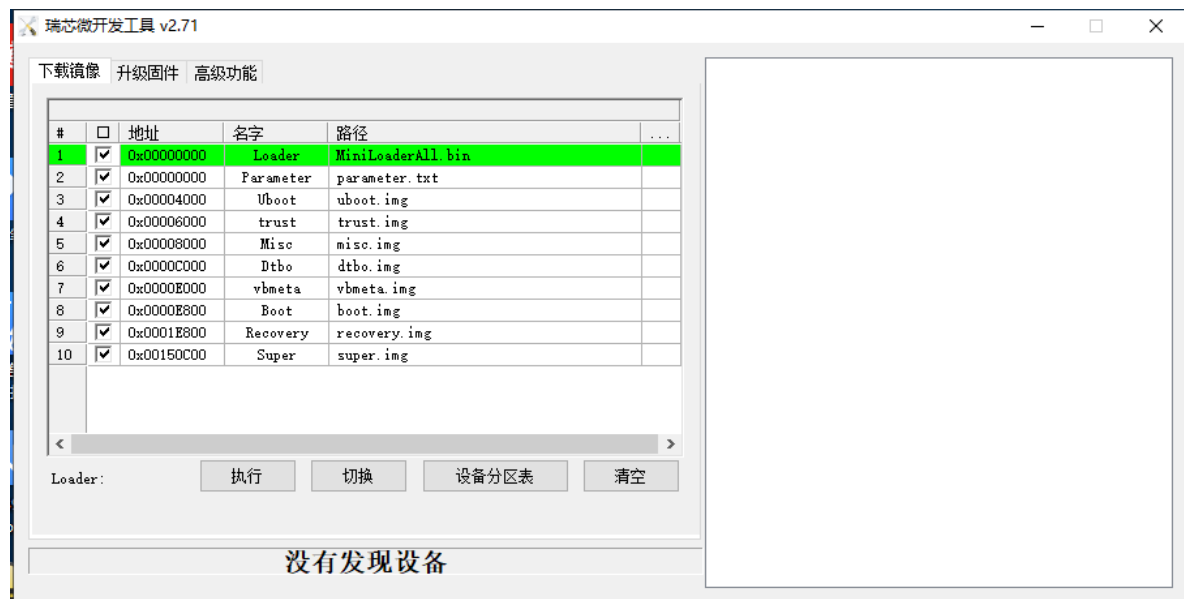 瑞芯微开发工具 v2.71
下载镜像 升级固件 高级功能
# 地址 名字 路径 ...
1 0x00000000 Loader MiniLoaderAll.bin
2 0x00000000 Parameter parameter.txt
3 0x00004000 Uboot uboot.img
4 0x00006000 trust trust.img
5 0x00008000 Misc misc.img
6 0x0000C000 Dtbo dtbo.img
7 0x0000E000 vbmeta vbmeta.img
8 0x0000E800 Boot boot.img
9 0x0001E800 Recovery recovery.img
10 0x00150C00 Super super.img
Loader: 执行 切换 设备分区表 清空
没有发现设备